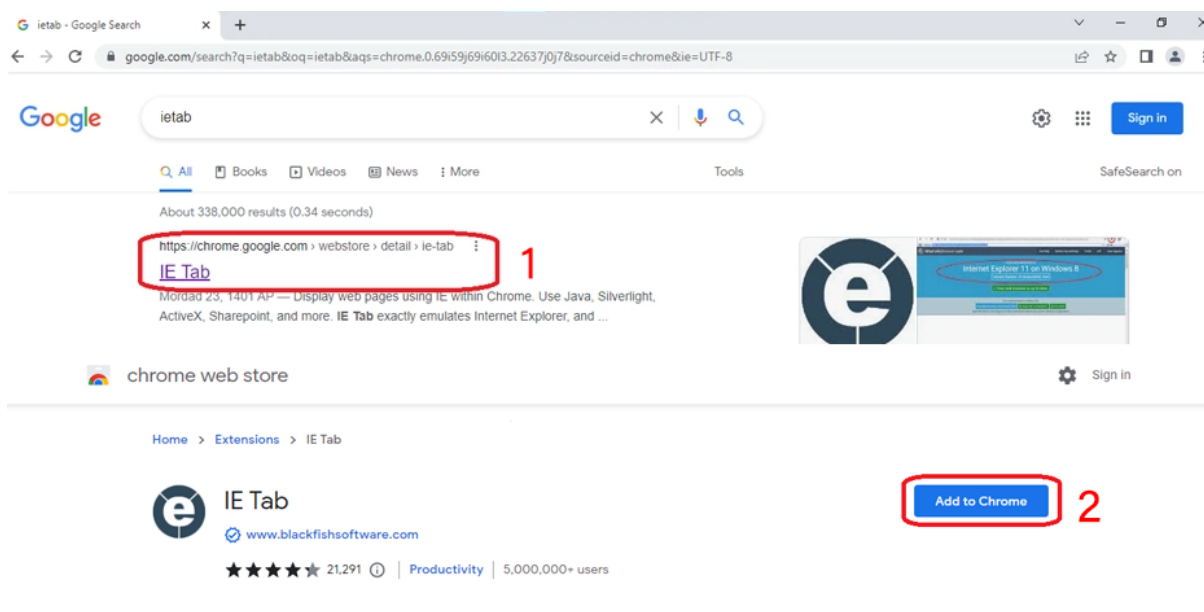 ietab - Google Search
google.com/search?q=ietab&oq=ietab&aqs=chrome.0.69i59j69i60l3.22637j0j7&sourceid=chrome&ie=UTF-8
Google
ietab
Sign in
All Books Videos News More Tools SafeSearch on
About 338,000 results (0.34 seconds)
https://chrome.google.com › webstore › detail › ie-tab
1
IE Tab
Mordad 23, 1401 AP — Display web pages using IE within Chrome. Use Java, Silverlight,
ActiveX, Sharepoint, and more. IE Tab exactly emulates Internet Explorer, and ...
Internet Explorer 11 on Windows 8
chrome web store
Sign in
Home > Extensions > IE Tab
IE Tab
Add to Chrome
2
www.blackfishsoftware.com
21,291 Productivity 5,000,000+ users